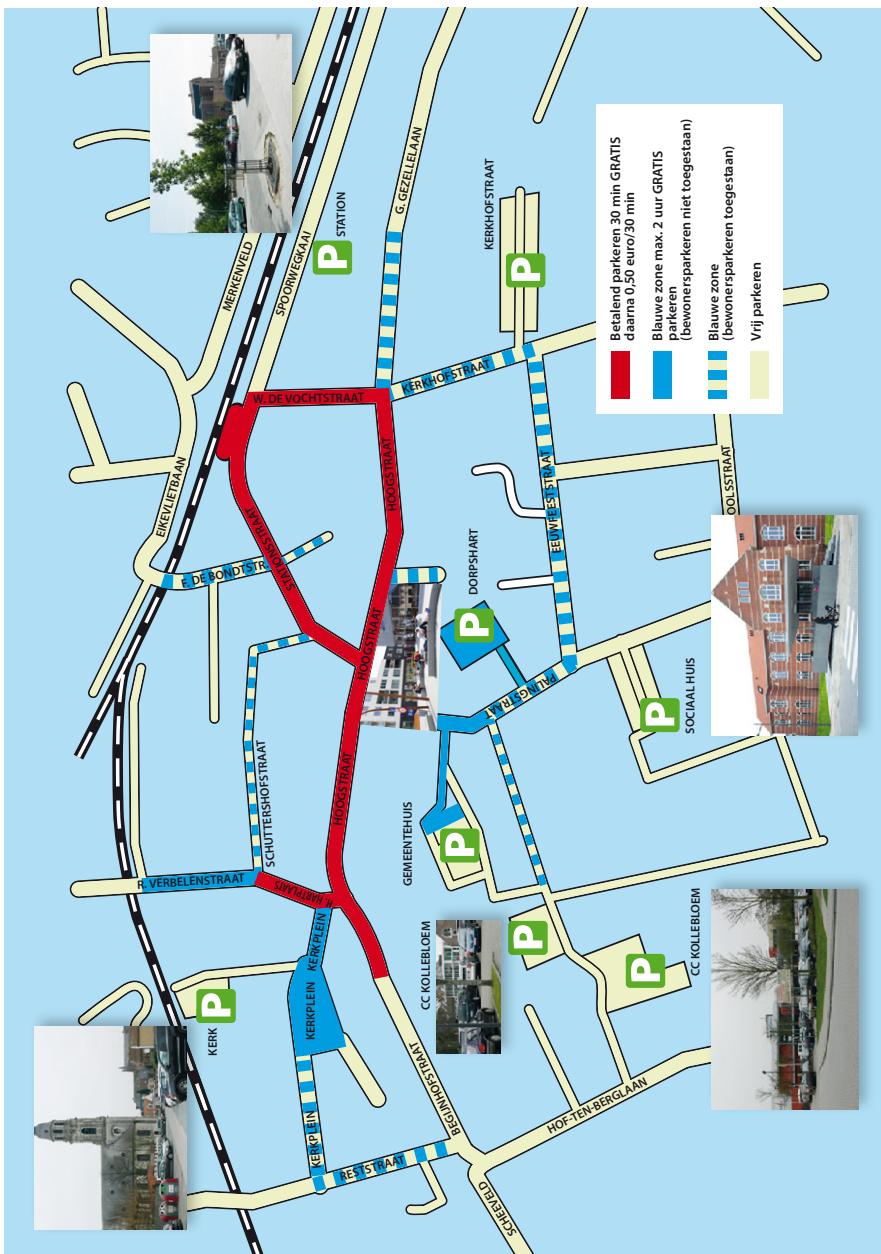 MERKENVELD
SPOORWEGKAAI
P
STATION
G. GEZELLELAAN
KERKHOFSTRAAT
P
EIKEVLIETBAAN
W. DE VOCHTSTRAAT
KERKHOFSTRAAT
Betalend parkeren 30 min GRATIS
daarna 0,50 euro/30 min
Blauwe zone max. 2 uur GRATIS
parkeren
(bewonersparkeren niet toegestaan)
Blauwe zone
(bewonersparkeren toegestaan)
Vrij parkeren
F. DE BONDTSTR.
STATIONSSTRAAT
HOOGSTRAAT
HOOGSTRAAT
HOOGSTRAAT
P
DORPSHART
EEUWFEESTSTRAAT
OOLSSTRAAT
PALINGSTRAAT
P
SOCIAAL HUIS
SCHUTTERSHOFSTRAAT
R. VERBELENSTRAAT
H. HARTPLAATS
GEMEENTEHUIS
P
KERKPLEIN
KERKPLEIN
KERKPLEIN
KERK
P
CC KOLLEBLOEM
P
CC KOLLEBLOEM
P
BEGIJNHOFSTRAAT
RESTSTRAAT
HOF-TEN-BERGLAAN
SCHEEVELD